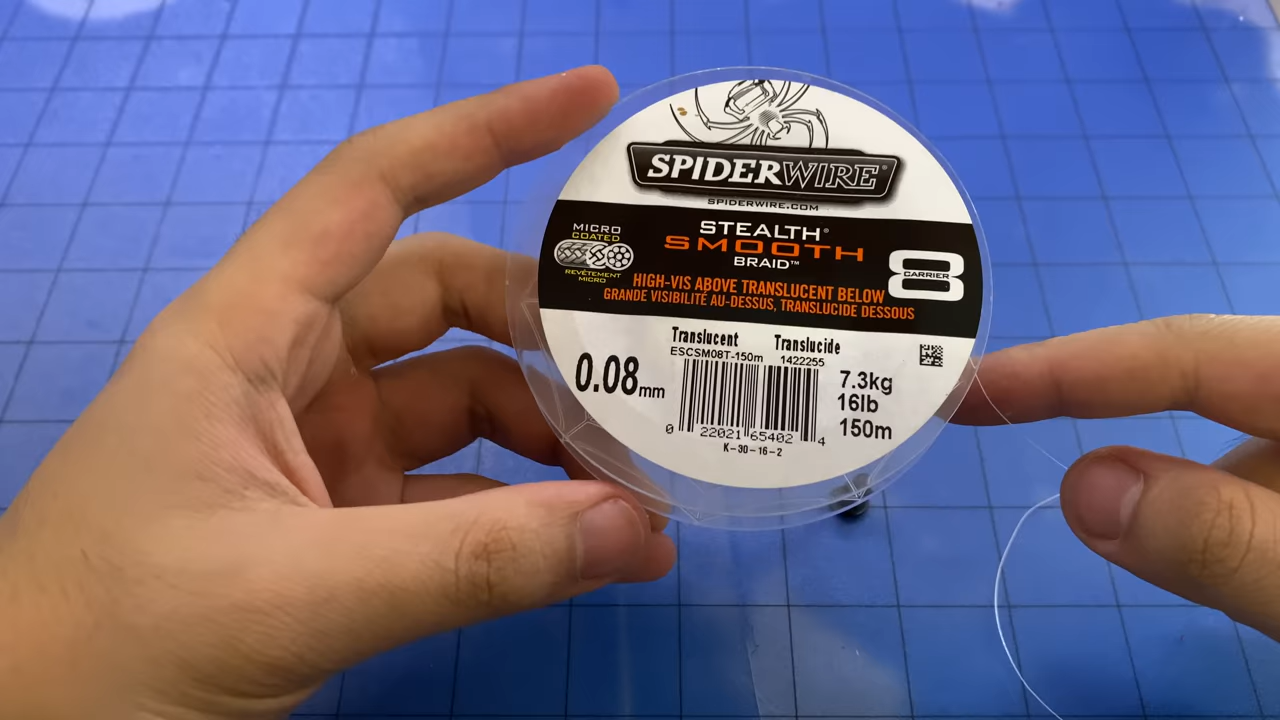 SPIDERWIRE®
SPIDERWIRE.COM
MICRO
COATED
REVÊTEMENT
MICRO
STEALTH®
SMOOTH
BRAID™
8
CARRIER
HIGH-VIS ABOVE TRANSLUCENT BELOW
GRANDE VISIBILITÉ AU-DESSUS, TRANSLUCIDE DESSOUS
Translucent Translucide
ESCSM08T-150m 1422255
0.08mm
7.3kg
16lb
150m
0 22021 65402 4
K-30-16-2